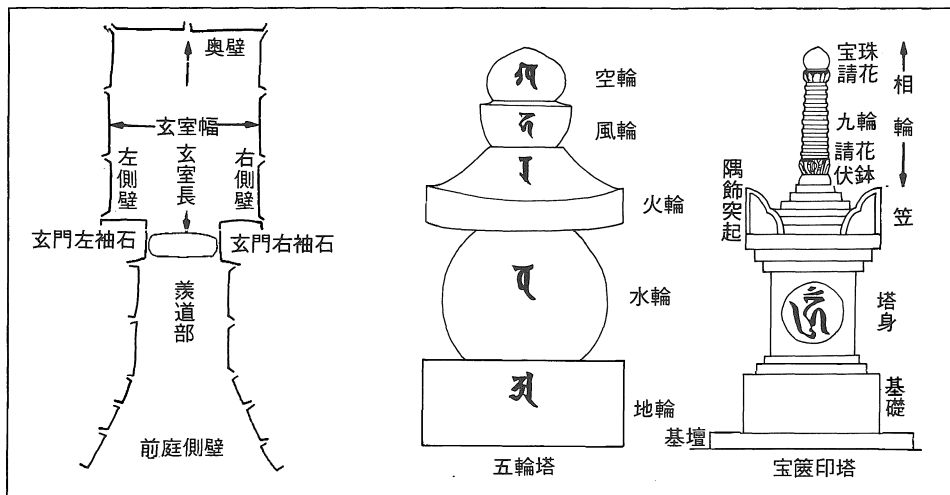 奥壁
玄室幅
左側壁
玄室長
右側壁
玄門左袖石
玄門右袖石
羨道部
前庭側壁
空輪
風輪
火輪
水輪
地輪
五輪塔
宝珠
請花
相輪
九輪
請花
伏鉢
隅飾突起
笠
塔身
基礎
基壇
宝篋印塔